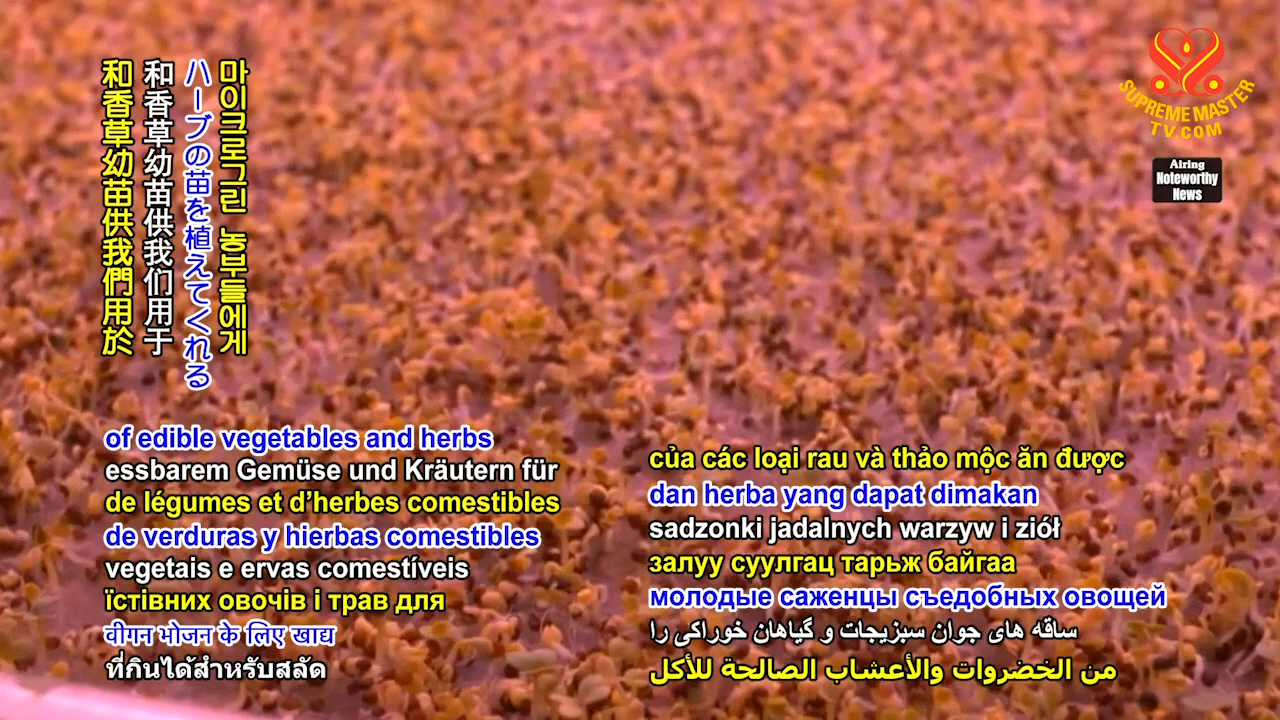 和香草幼苗供我們用於
和香草幼苗供我们用于
ハーブの苗を植えてくれる
마이크로그린 농부들에게
SUPREME MASTER
TV.COM
Airing
Noteworthy
News
of edible vegetables and herbs
essbarem Gemüse und Kräutern für
de légumes et d’herbes comestibles
de verduras y hierbas comestibles
vegetais e ervas comestíveis
їстівних овочів і трав для
वीगन भोजन के लिए खाद्य
ที่กินได้สำหรับสลัด
của các loại rau và thảo mộc ăn được
dan herba yang dapat dimakan
sadzonki jadalnych warzyw i ziół
залуу суулгац тарьж байгаа
молодые саженцы съедобных овощей
ساقه های جوان سبزیجات و گیاهان خوراکی را
من الخضروات والأعشاب الصالحة للأكل